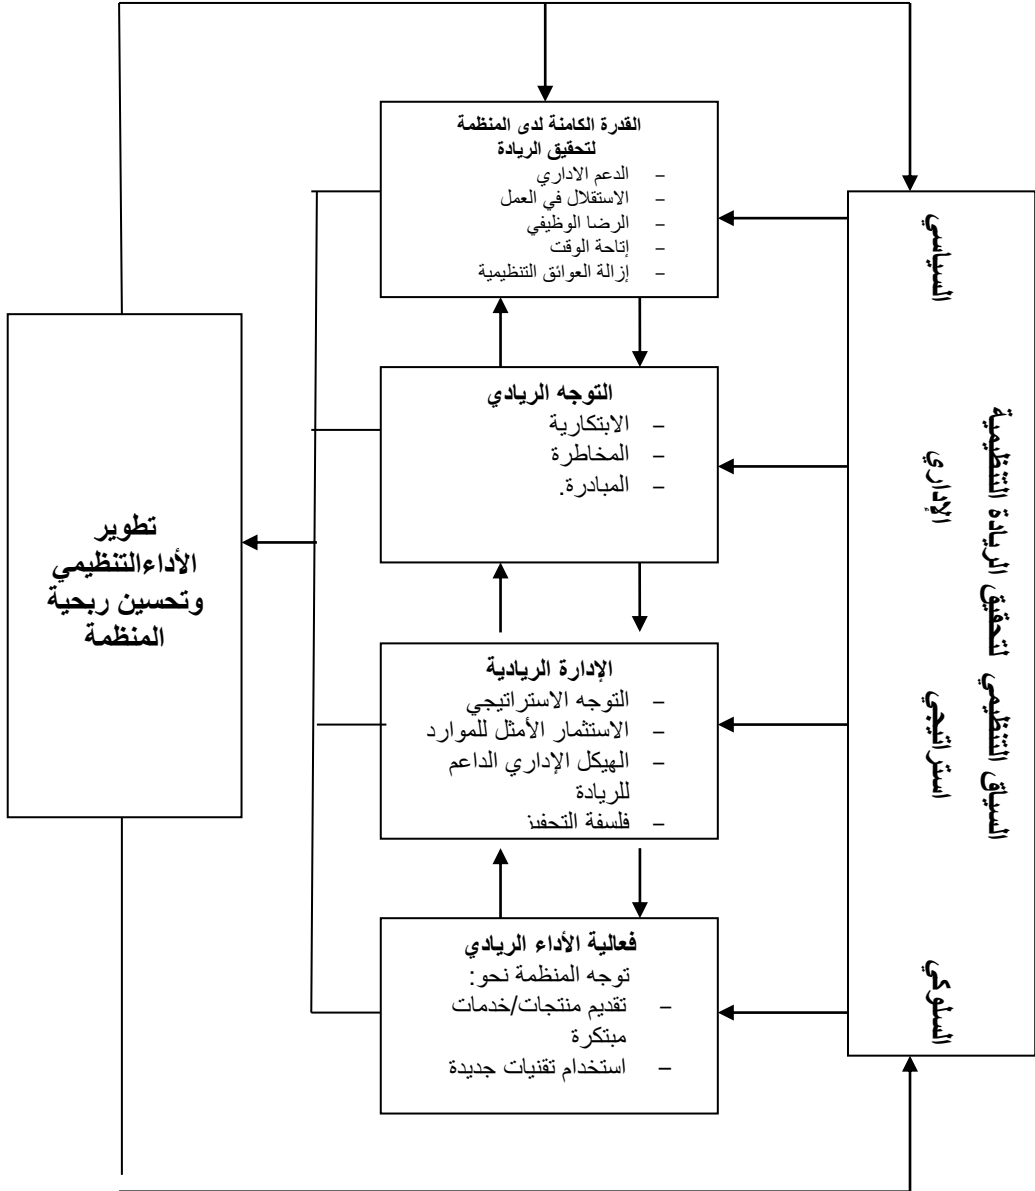 القدرة الكامنة لدى المنظمة
لتحقيق الريادة
– الدعم الاداري
– الاستقلال في العمل
– الرضا الوظيفي
– إتاحة الوقت
– إزالة العوائق التنظيمية
التوجه الريادي
– الابتكارية
– المخاطرة
– المبادرة.
الإدارة الريادية
– التوجه الاستراتيجي
– الاستثمار الأمثل للموارد
– الهيكل الإداري الداعم
للريادة
– فلسفة التحفيز
فعالية الأداء الريادي
توجه المنظمة نحو:
– تقديم منتجات/خدمات
مبتكرة
– استخدام تقنيات جديدة
السياق التنظيمي لتحقيق الريادة التنظيمية
السياسي
الإداري
استراتيجي
السلوكي
تطوير
الأداءالتنظيمي
وتحسين ربحية
المنظمة